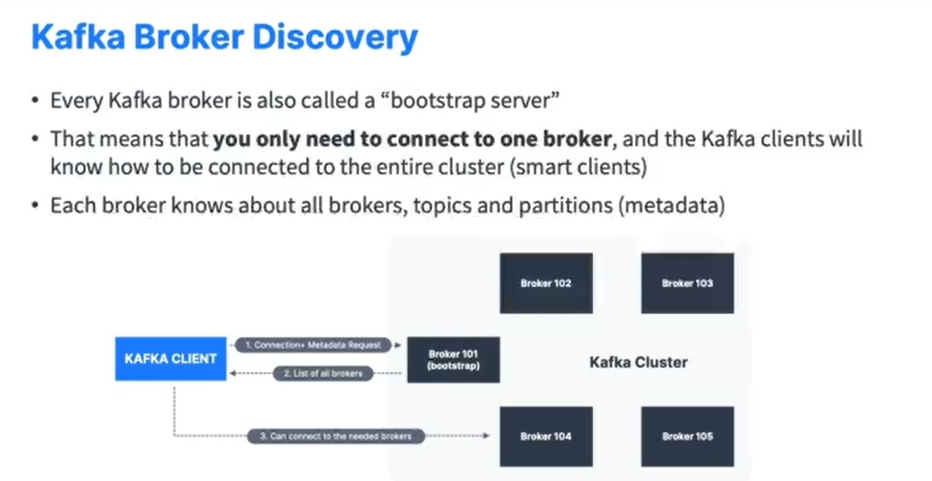 Kafka Broker Discovery
• Every Kafka broker is also called a “bootstrap server”
• That means that you only need to connect to one broker, and the Kafka clients will
know how to be connected to the entire cluster (smart clients)
• Each broker knows about all brokers, topics and partitions (metadata)
Broker 102
Broker 103
KAFKA CLIENT
1. Connection+ Metadata Request
2. List of all brokers
Broker 101
(bootstrap)
Kafka Cluster
3. Can connect to the needed brokers
Broker 104
Broker 105